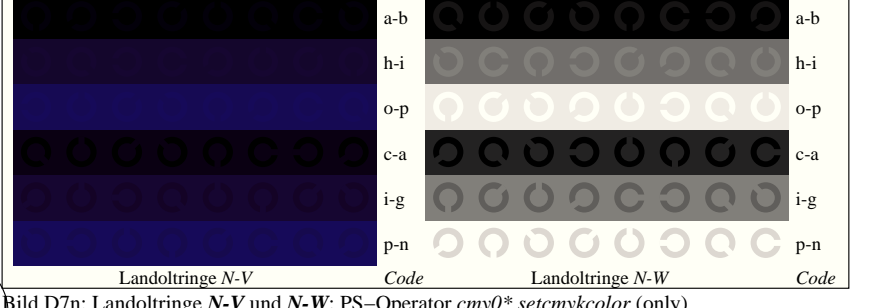 a-b a-b
h-i h-i
o-p o-p
c-a c-a
i-g i-g
p-n p-n
Landoltringe N-V Code Landoltringe N-W Code
Bild D7n: Landoltringe N-V und N-W; PS−Operator cmy0* setcmykcolor (only)